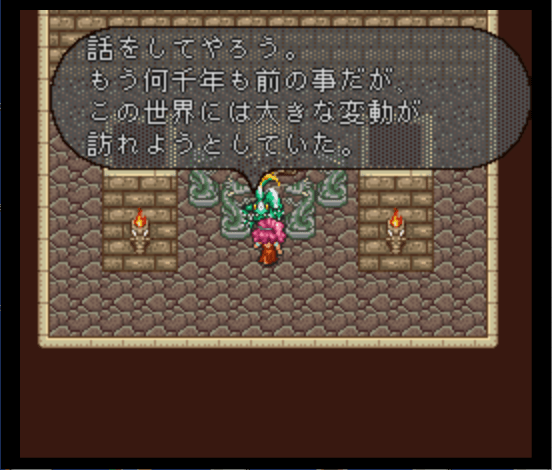 話をしてやろう。
もう何千年も前の事だが、
この世界には大きな変動が
訪れようとしていた。